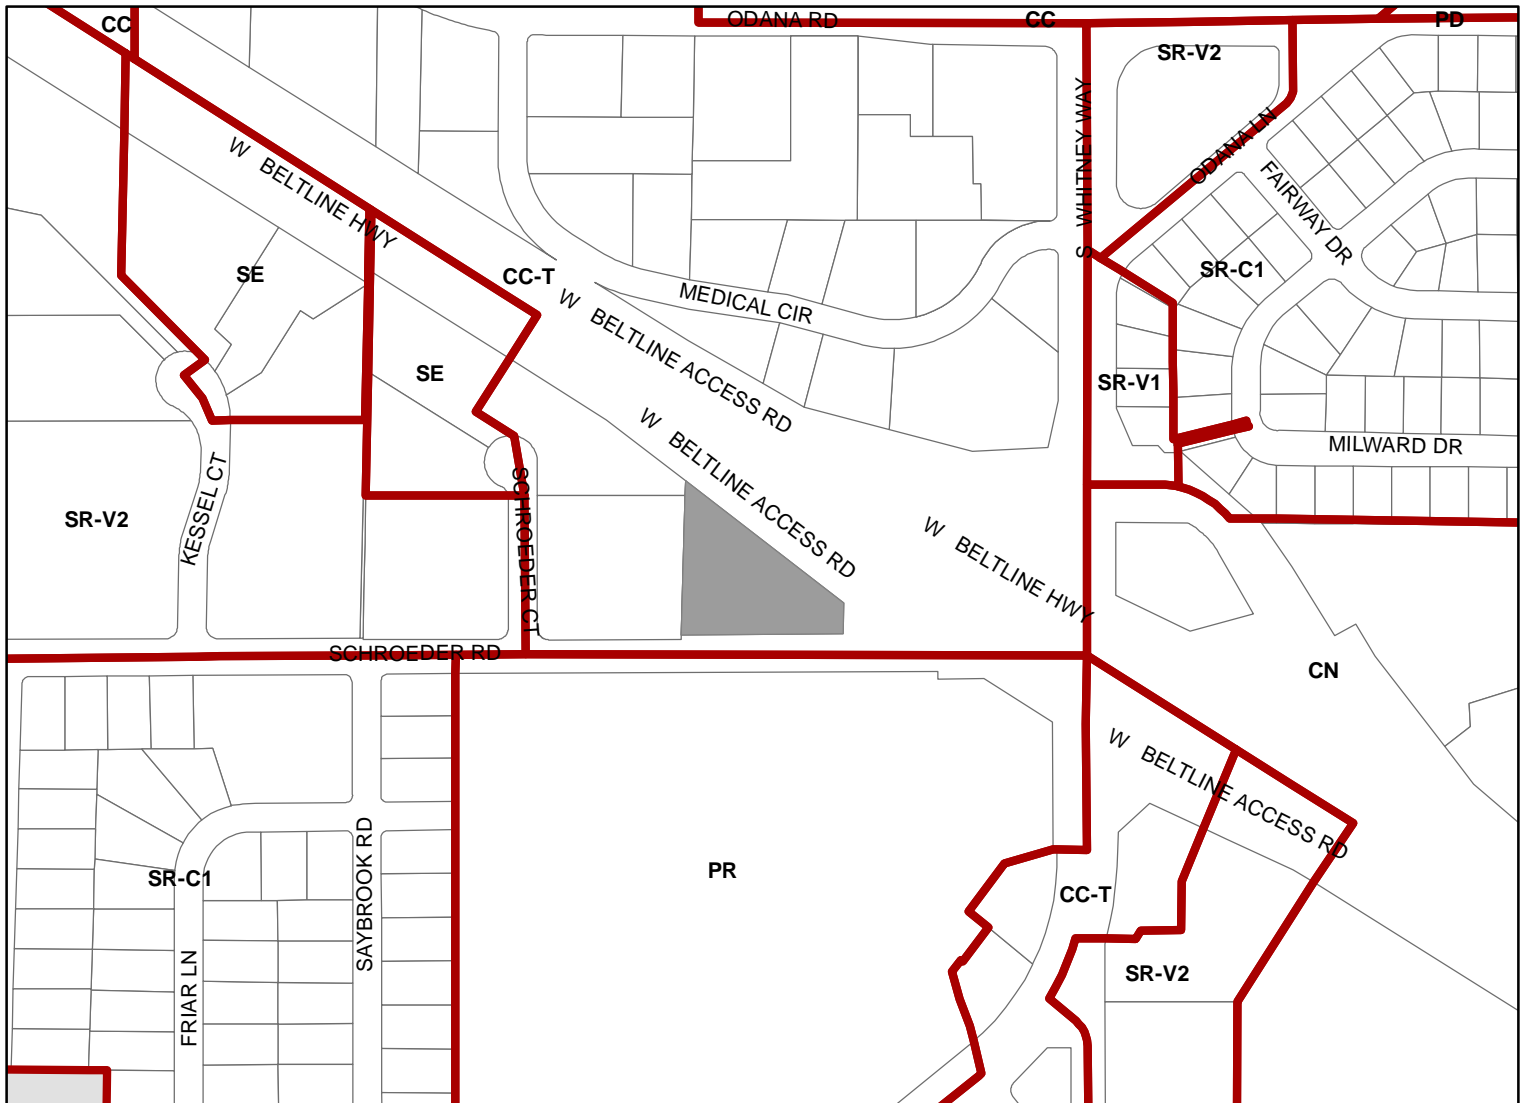 CC
ODANA RD
CC
PD
SR-V2
S WHITNEY WAY
ODANA LN
FAIRWAY DR
W BELTLINE HWY
SE
CC-T
SR-C1
MEDICAL CIR
W BELTLINE ACCESS RD
SE
SR-V1
W BELTLINE ACCESS RD
MILWARD DR
KESSEL CT
SR-V2
SCHROEDER CT
W BELTLINE HWY
SCHROEDER RD
CN
W BELTLINE ACCESS RD
SR-C1
SAYBROOK RD
PR
CC-T
FRIAR LN
SR-V2